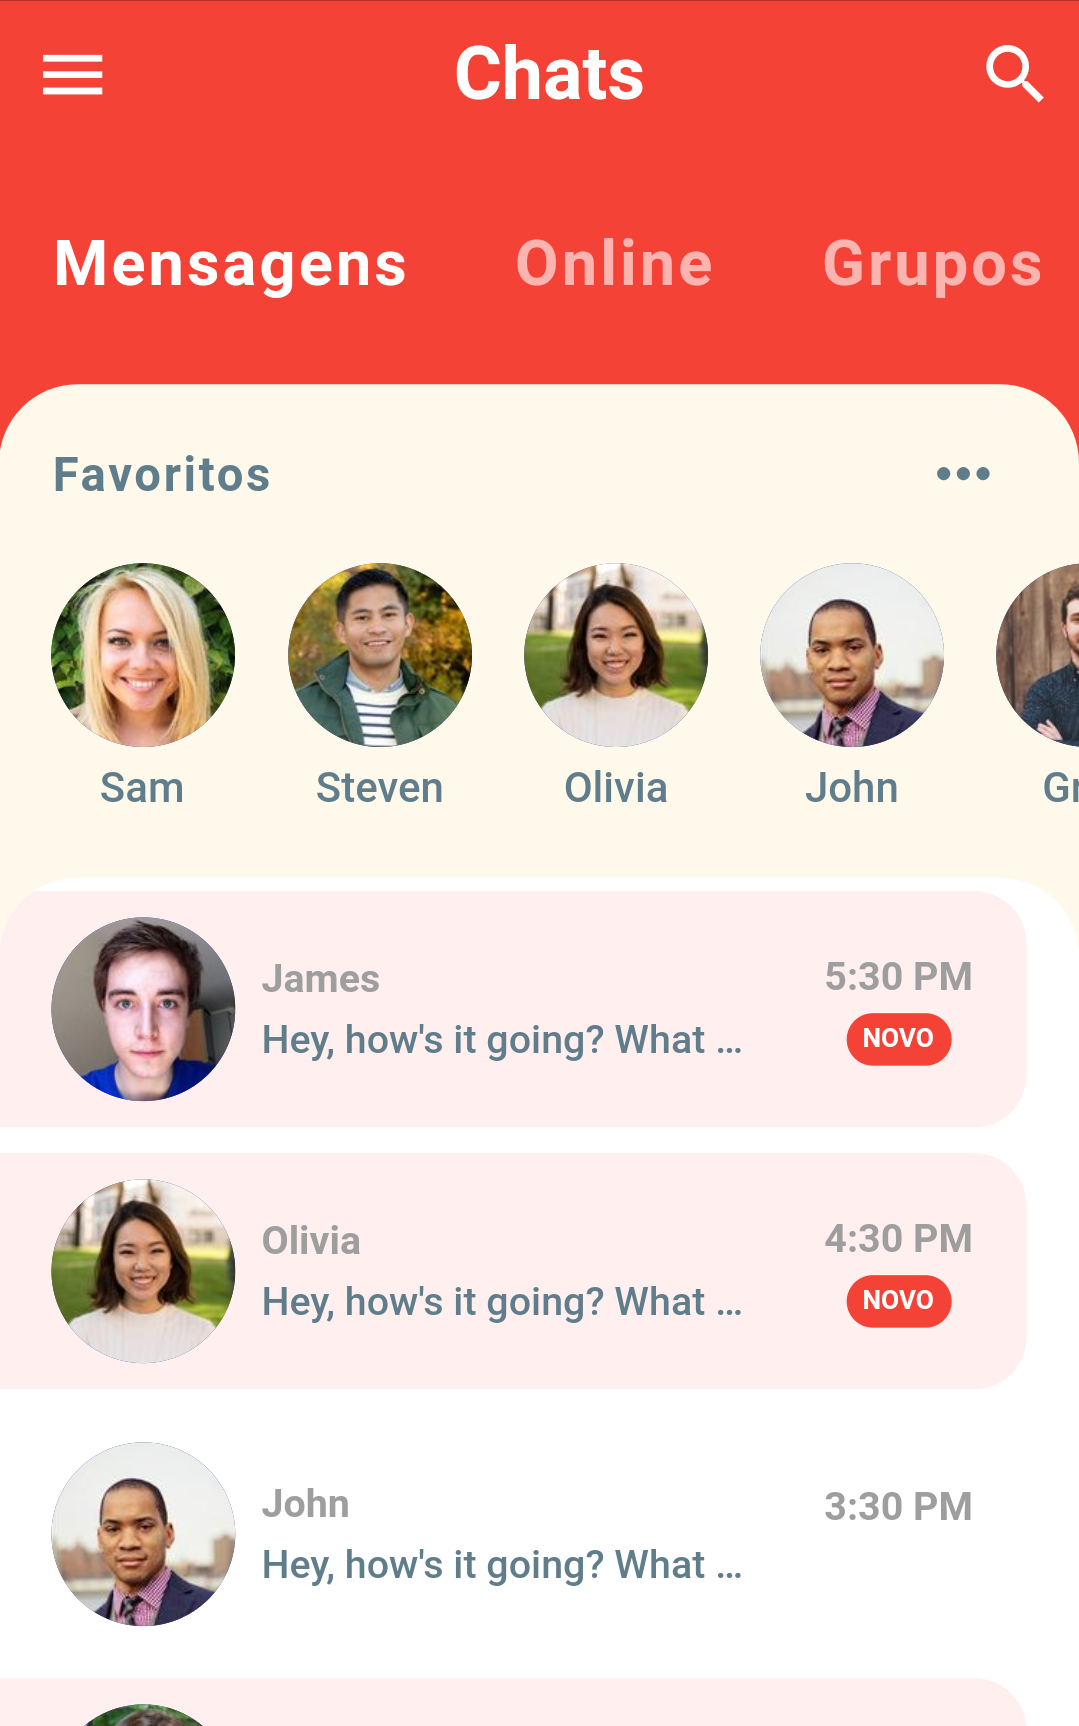 Chats
Mensagens Online Grupos
Favoritos
Sam Steven Olivia John
James 5:30 PM
Hey, how's it going? What ...
NOVO
Olivia 4:30 PM
Hey, how's it going? What ...
NOVO
John 3:30 PM
Hey, how's it going? What ...